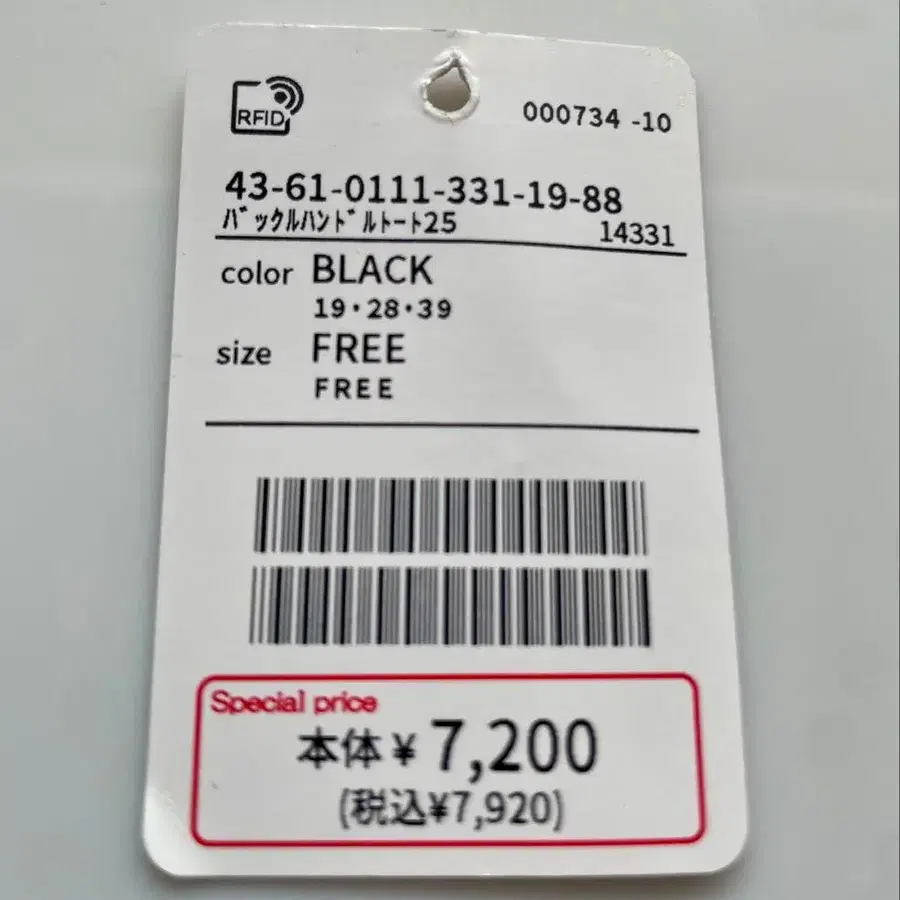 RFID
000734 -10
43-61-0111-331-19-88
ﾊﾞｯｸﾙﾊﾝﾄﾞﾙﾄｰﾄ25
14331
color BLACK
19・28・39
size FREE
FREE
Special price
本体¥7,200
(税込¥7,920)